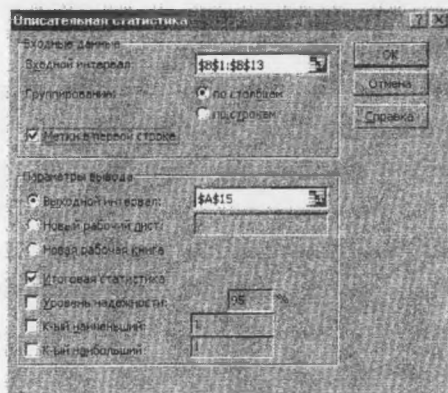 Описательная статистика
Входные данные
Входной интервал: $B$1:$B$13
Группирование: по столбцам
по строкам
Метки в первой строке
OK
Отмена
Справка
Параметры вывода
Выходной интервал: $A$15
Новый рабочий лист:
Новая рабочая книга
Итоговая статистика
Уровень надежности: 95 %
К-ый наименьший: 1
К-ый наибольший: 1